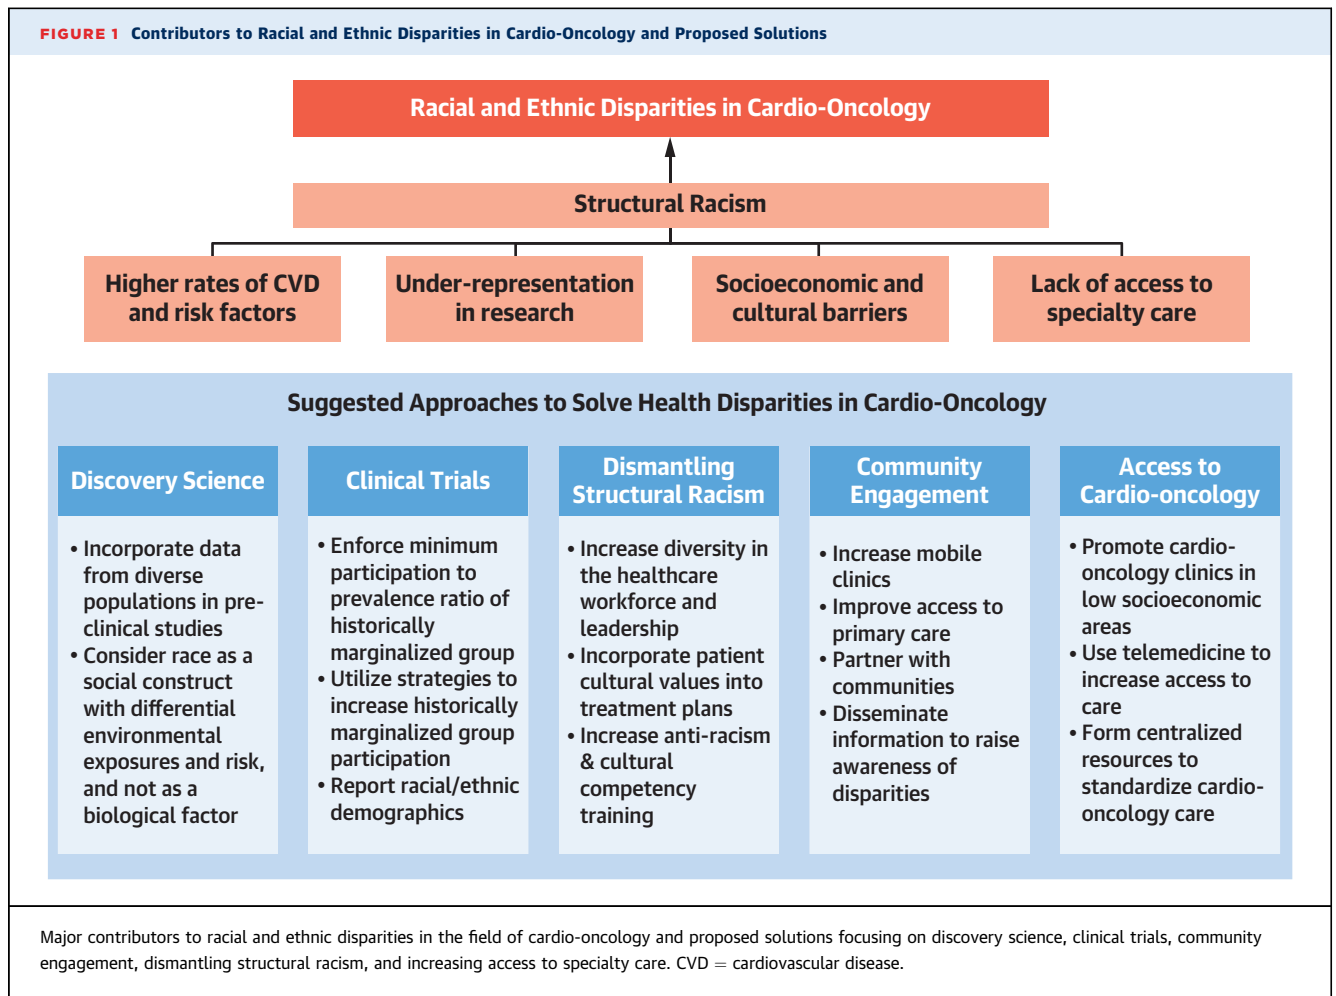 FIGURE 1 Contributors to Racial and Ethnic Disparities in Cardio-Oncology and Proposed Solutions
Racial and Ethnic Disparities in Cardio-Oncology
Structural Racism
Higher rates of CVD
and risk factors
Under-representation
in research
Socioeconomic and
cultural barriers
Lack of access to
specialty care
Suggested Approaches to Solve Health Disparities in Cardio-Oncology
Discovery Science
• Incorporate data
from diverse
populations in pre-
clinical studies
• Consider race as a
social construct
with differential
environmental
exposures and risk,
and not as a
biological factor
Clinical Trials
• Enforce minimum
participation to
prevalence ratio of
historically
marginalized group
• Utilize strategies to
increase historically
marginalized group
participation
• Report racial/ethnic
demographics
Dismantling
Structural Racism
• Increase diversity in
the healthcare
workforce and
leadership
• Incorporate patient
cultural values into
treatment plans
• Increase anti-racism
& cultural
competency
training
Community
Engagement
• Increase mobile
clinics
• Improve access to
primary care
• Partner with
communities
• Disseminate
information to raise
awareness of
disparities
Access to
Cardio-oncology
• Promote cardio-
oncology clinics in
low socioeconomic
areas
• Use telemedicine to
increase access to
care
• Form centralized
resources to
standardize cardio-
oncology care
Major contributors to racial and ethnic disparities in the field of cardio-oncology and proposed solutions focusing on discovery science, clinical trials, community
engagement, dismantling structural racism, and increasing access to specialty care. CVD = cardiovascular disease.